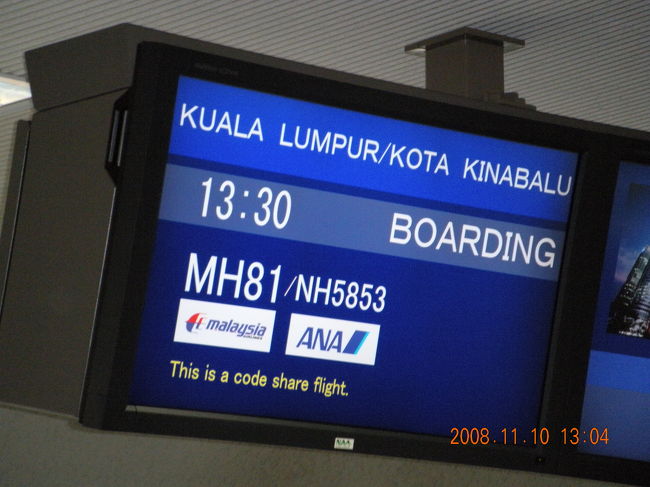 KUALA LUMPUR/KOTA KINABALU
13:30 BOARDING
MH81/NH5853
malaysia
AIRLINES
ANA
This is a code share flight.
NAA
2008.11.10 13:04